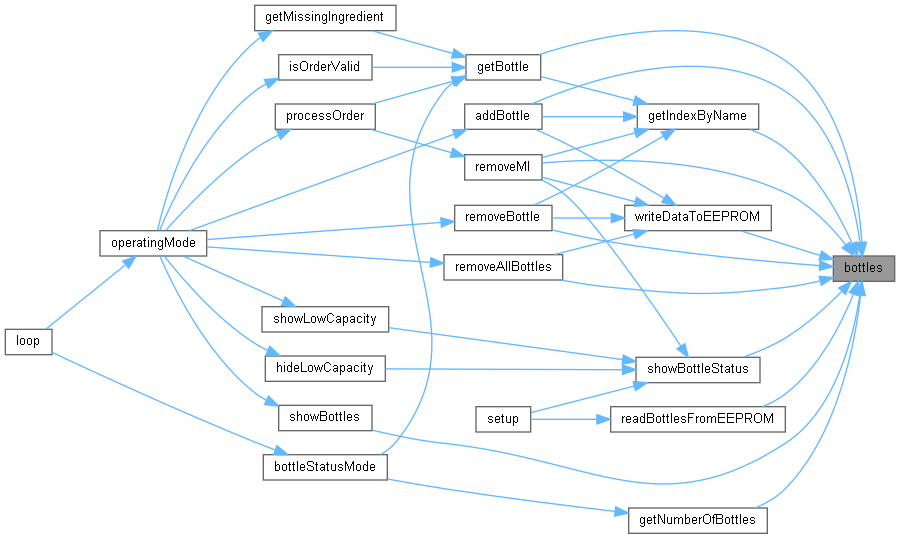 getMissingIngredient
isOrderValid
getBottle
processOrder
addBottle
getIndexByName
removeMl
removeBottle
writeDataToEEPROM
operatingMode
removeAllBottles
bottles
showLowCapacity
loop
hideLowCapacity
showBottleStatus
showBottles
setup
readBottlesFromEEPROM
bottleStatusMode
getNumberOfBottles